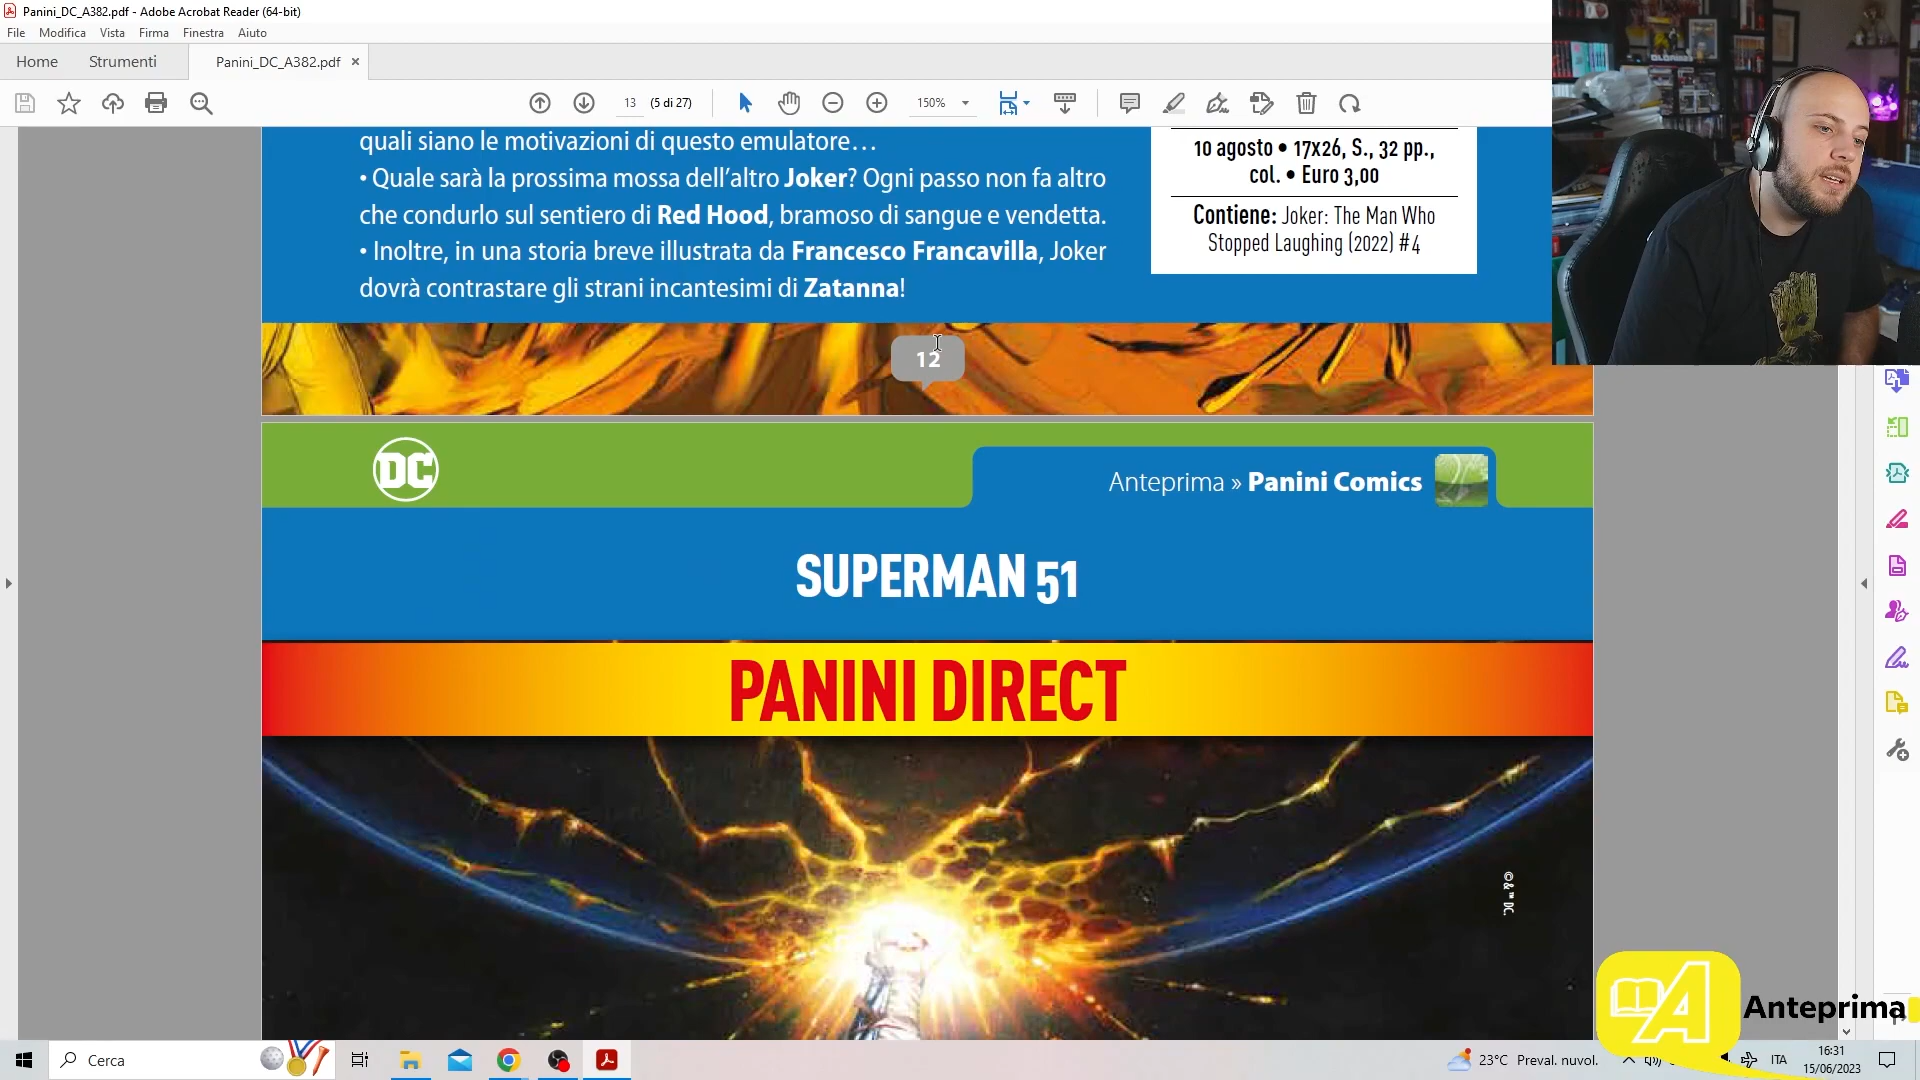 Panini_DC_A382.pdf - Adobe Acrobat Reader (64-bit)
File Modifica Vista Firma Finestra Aiuto
Home Strumenti Panini_DC_A382.pdf ×
13 (5 di 27) 150%
quali siano le motivazioni di questo emulatore…
• Quale sarà la prossima mossa dell'altro Joker? Ogni passo non fa altro
che condurlo sul sentiero di Red Hood, bramoso di sangue e vendetta.
• Inoltre, in una storia breve illustrata da Francesco Francavilla, Joker
dovrà contrastare gli strani incantesimi di Zatanna!
10 agosto • 17x26, S., 32 pp.,
col. • Euro 3,00
Contiene: Joker: The Man Who
Stopped Laughing (2022) #4
12
DC
Anteprima » Panini Comics
SUPERMAN 51
PANINI DIRECT
© & ™ DC.
A
Anteprima
Cerca
23°C Preval. nuvol.
ITA
16:31
15/06/2023